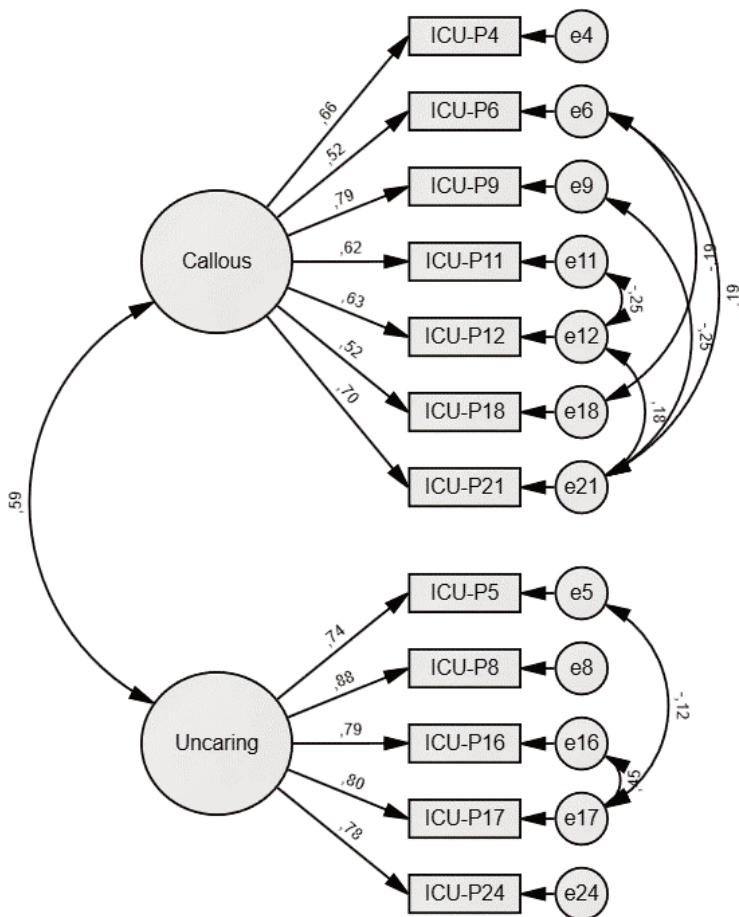 ICU-P4
e4
,66
ICU-P6
e6
,52
ICU-P9
e9
,79
Callous
,62
ICU-P11
e11
-,25
,63
ICU-P12
e12
-,19
,19
-,25
,52
ICU-P18
e18
,18
,70
ICU-P21
e21
,59
ICU-P5
e5
,74
ICU-P8
e8
,88
-,12
Uncaring
,79
ICU-P16
e16
,45
,80
ICU-P17
e17
,78
ICU-P24
e24